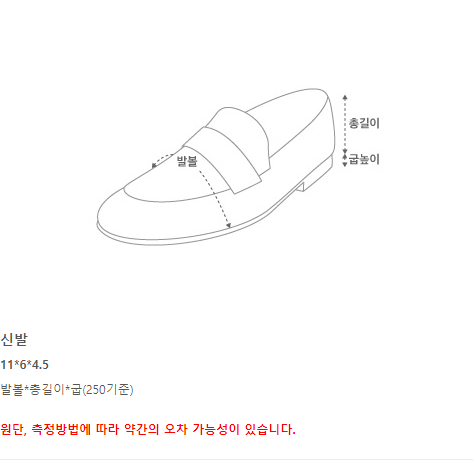 총길이
굽높이
발볼
신발
11*6*4.5
발볼*총길이*굽(250기준)
원단, 측정방법에 따라 약간의 오차 가능성이 있습니다.